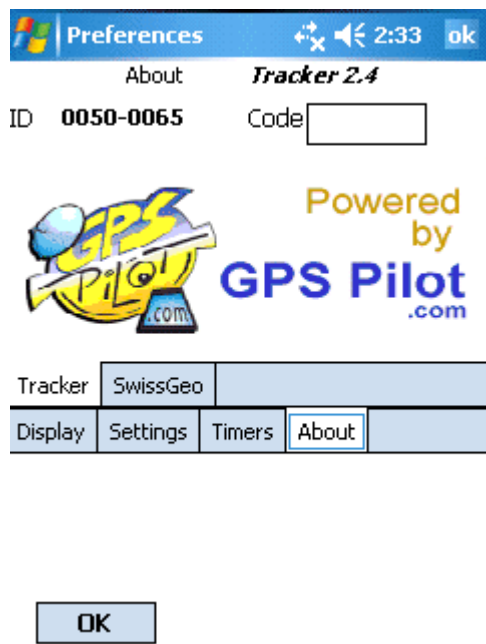 Preferences 2:33 ok
About Tracker 2.4
ID 0050-0065 Code
GPS
PILOT
.com
Powered
by
GPS Pilot
.com
Tracker SwissGeo
Display Settings Timers About
OK